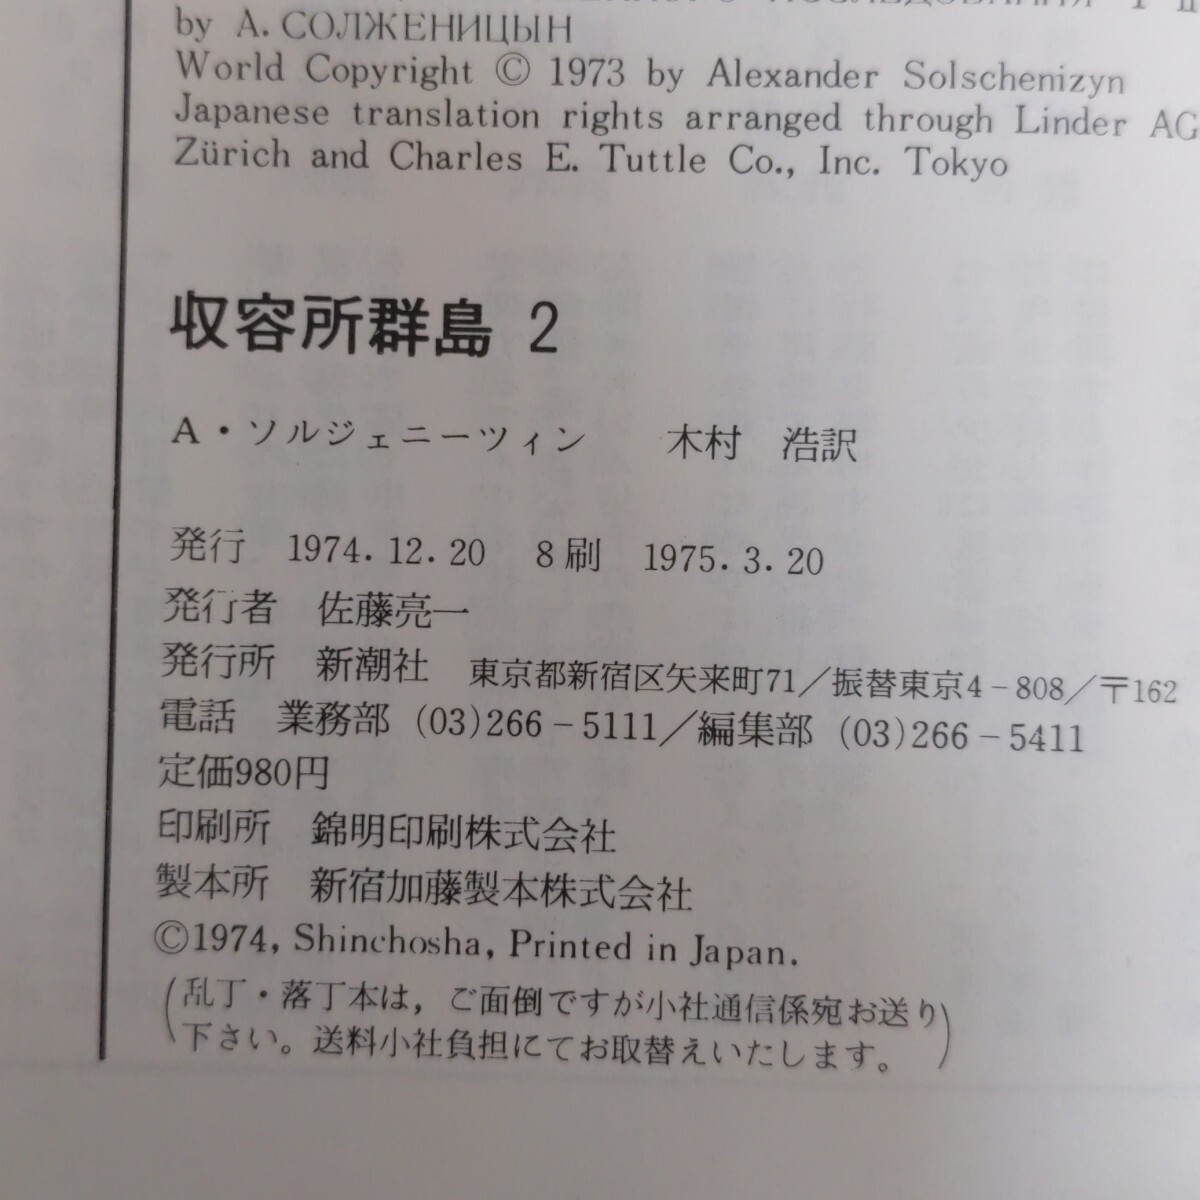 by A. СОЛЖЕНИЦЫН
World Copyright © 1973 by Alexander Solschenizyn
Japanese translation rights arranged through Linder AG
Zürich and Charles E. Tuttle Co., Inc. Tokyo
収容所群島 2
A・ソルジェニーツィン 木村 浩訳
発行 1974.12.20 8刷 1975.3.20
発行者 佐藤亮一
発行所 新潮社 東京都新宿区矢来町71／振替東京4-808／〒162
電話 業務部 (03)266-5111／編集部 (03)266-5411
定価980円
印刷所 錦明印刷株式会社
製本所 新宿加藤製本株式会社
©1974, Shinchosha, Printed in Japan.
(乱丁・落丁本は，ご面倒ですが小社通信係宛お送り
下さい。送料小社負担にてお取替えいたします。)